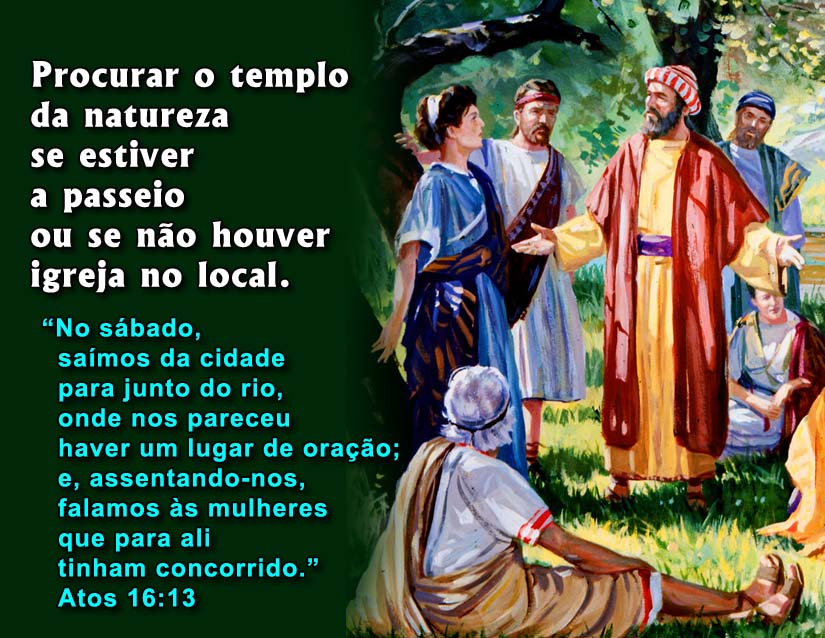 Procurar o templo
da natureza
se estiver
a passeio
ou se não houver
igreja no local.
“No sábado,
saímos da cidade
para junto do rio,
onde nos pareceu
haver um lugar de oração;
e, assentando-nos,
falamos às mulheres
que para ali
tinham concorrido.”
Atos 16:13